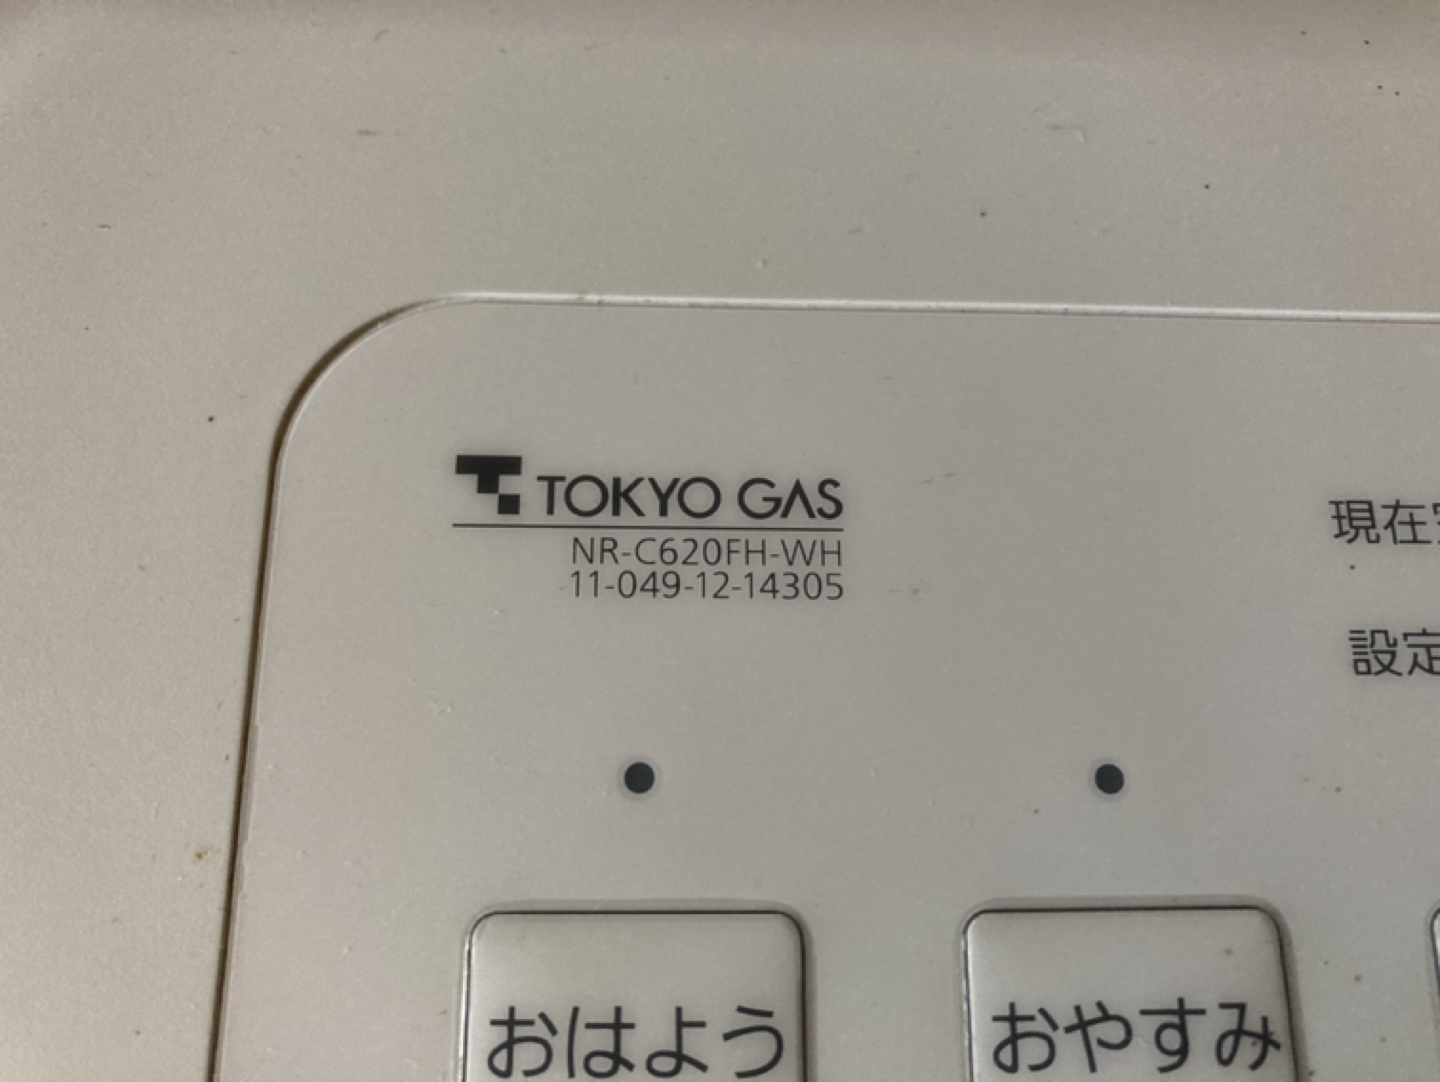 TOKYO GAS
NR-C620FH-WH
11-049-12-14305
現在
設定
おはよう
おやすみ